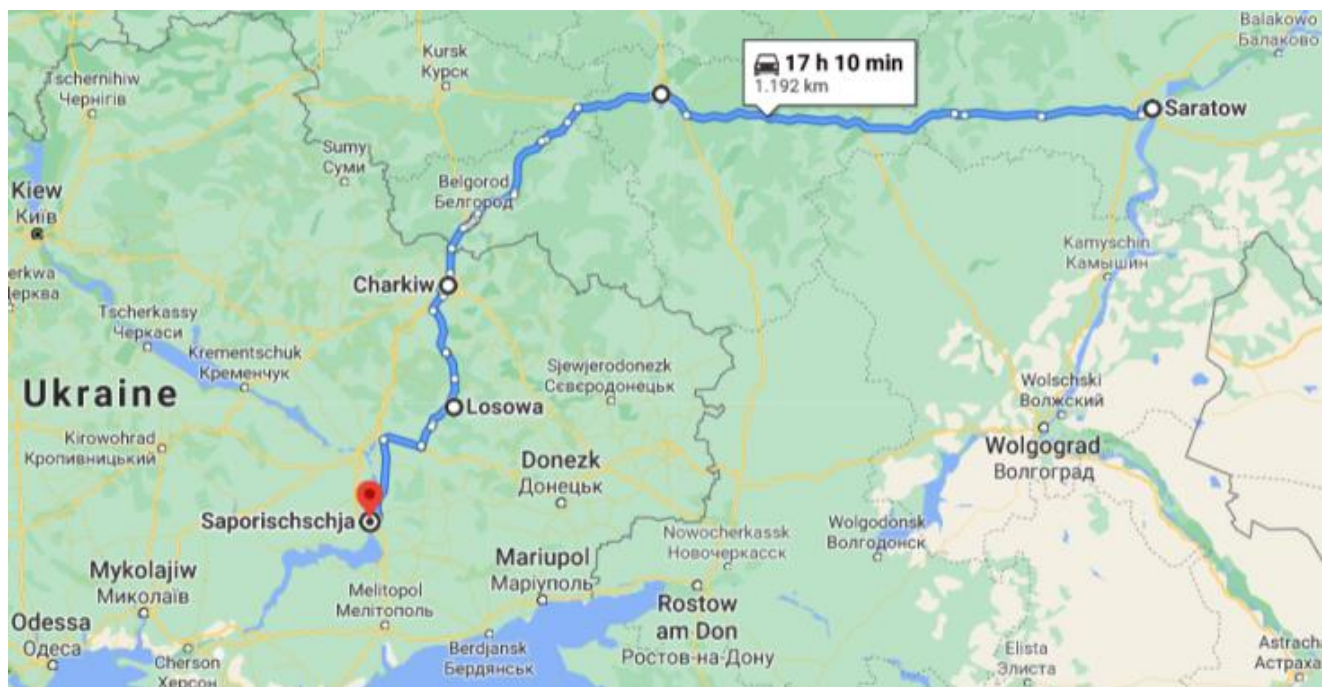 Balakowo
Балаково
Kursk
Курск
17 h 10 min
1.192 km
Tschernihiw
Чернігів
Saratow
Sumy
Суми
Belgorod
Белгород
Kiew
Київ
Kamyschin
Камышин
erkwa
Церква
Charkiw
Tscherkassy
Черкаси
Krementschuk
Кременчук
Sjewjerodonezk
Сєвєродонецьк
Wolschski
Волжский
Ukraine
Losowa
Kirowohrad
Кропивницький
Wolgograd
Волгоград
Donezk
Донецьк
Saporischschja
Wolgodonsk
Волгодонск
Nowocherkassk
Новочеркасск
Mariupol
Маріуполь
Mykolajiw
Миколаїв
Melitopol
Мелітополь
Rostow
am Don
Ростов-на-Дону
Odessa
Одеса
Berdjansk
Бердянськ
Cherson
Херсон
Elista
Элиста
Astracha
Астраха